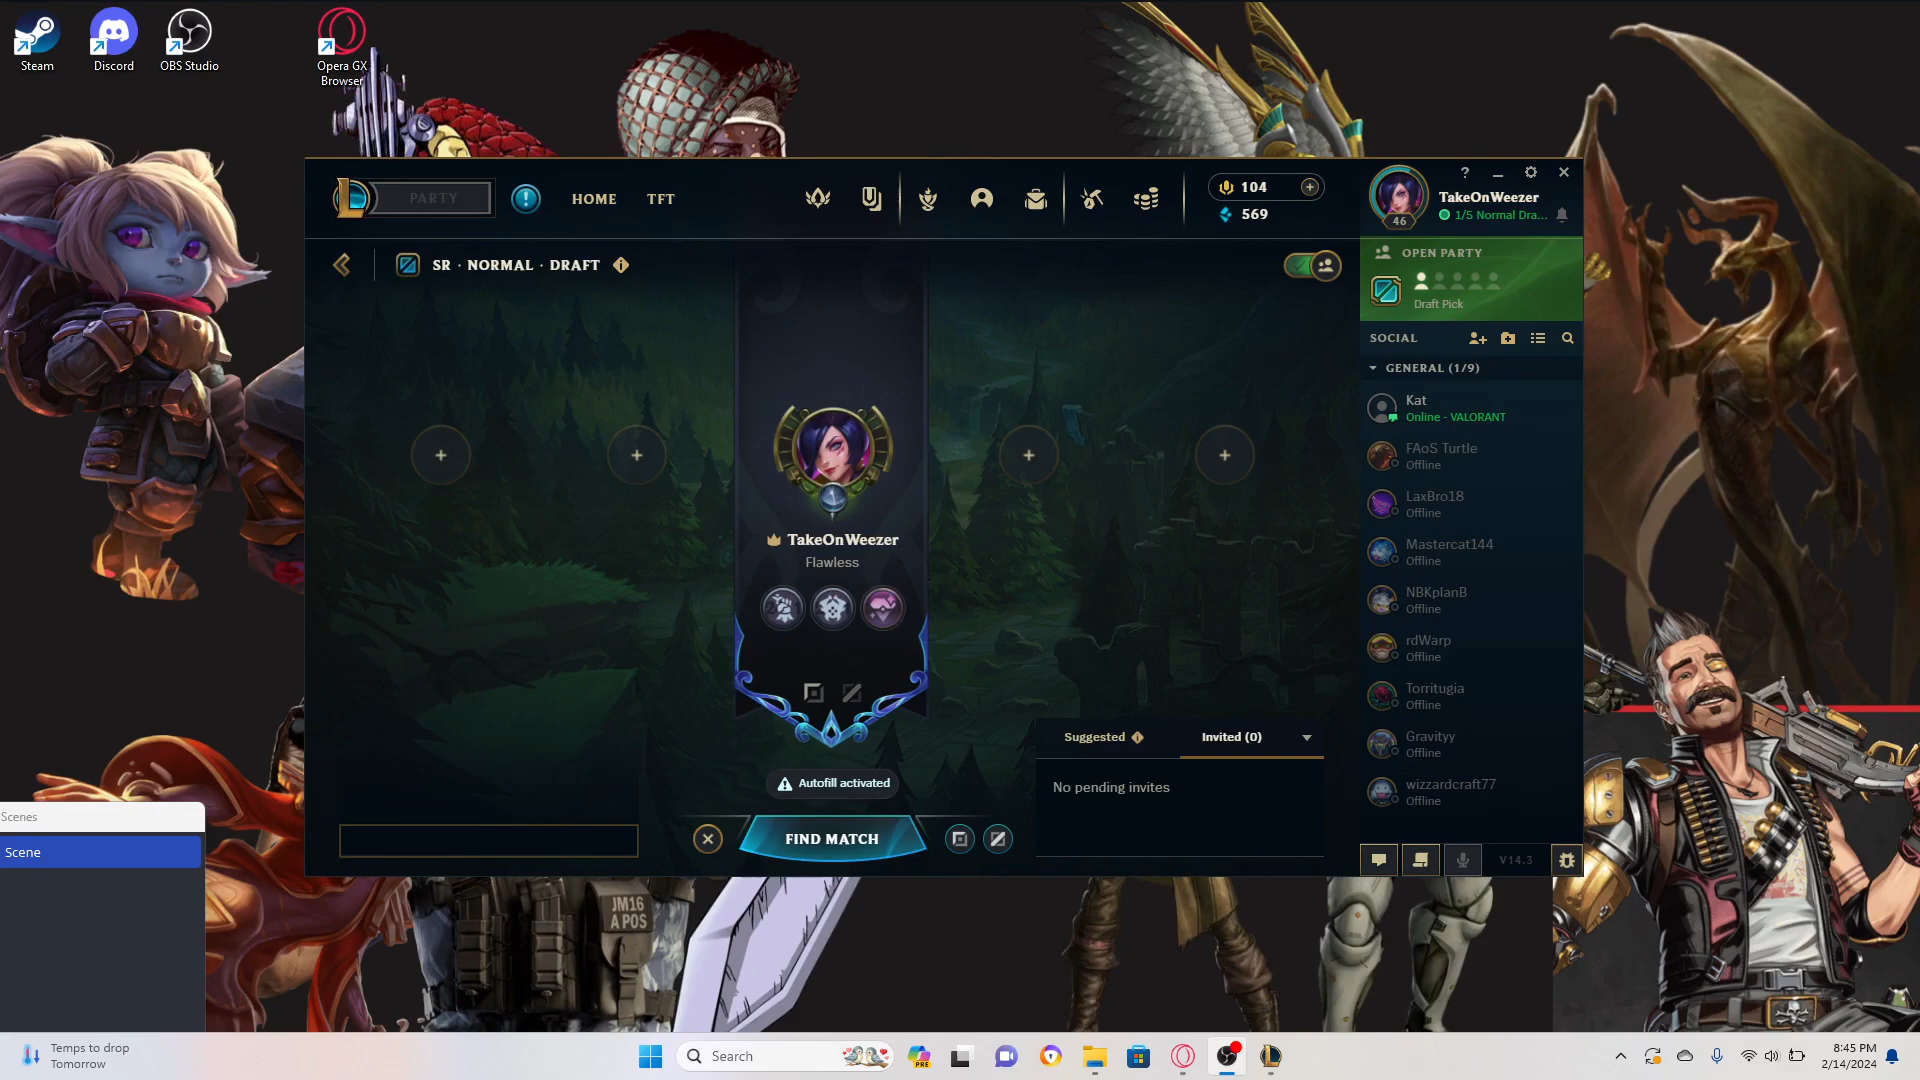 Steam
Discord
OBS Studio
Opera GX
Browser
PARTY
HOME
TFT
104
569
46
TakeOnWeezer
1/5 Normal Dra...
SR · NORMAL · DRAFT
OPEN PARTY
Draft Pick
SOCIAL
GENERAL (1/9)
Kat
Online - VALORANT
FAoS Turtle
Offline
LaxBro18
Offline
Mastercat144
Offline
NBKplanB
Offline
rdWarp
Offline
Torritugia
Offline
Gravityy
Offline
wizzardcraft77
Offline
TakeOnWeezer
Flawless
Suggested
Invited (0)
No pending invites
Autofill activated
FIND MATCH
V14.3
JM16
A POS
Scenes
Scene
Temps to drop
Tomorrow
Search
PRE
8:45 PM
2/14/2024